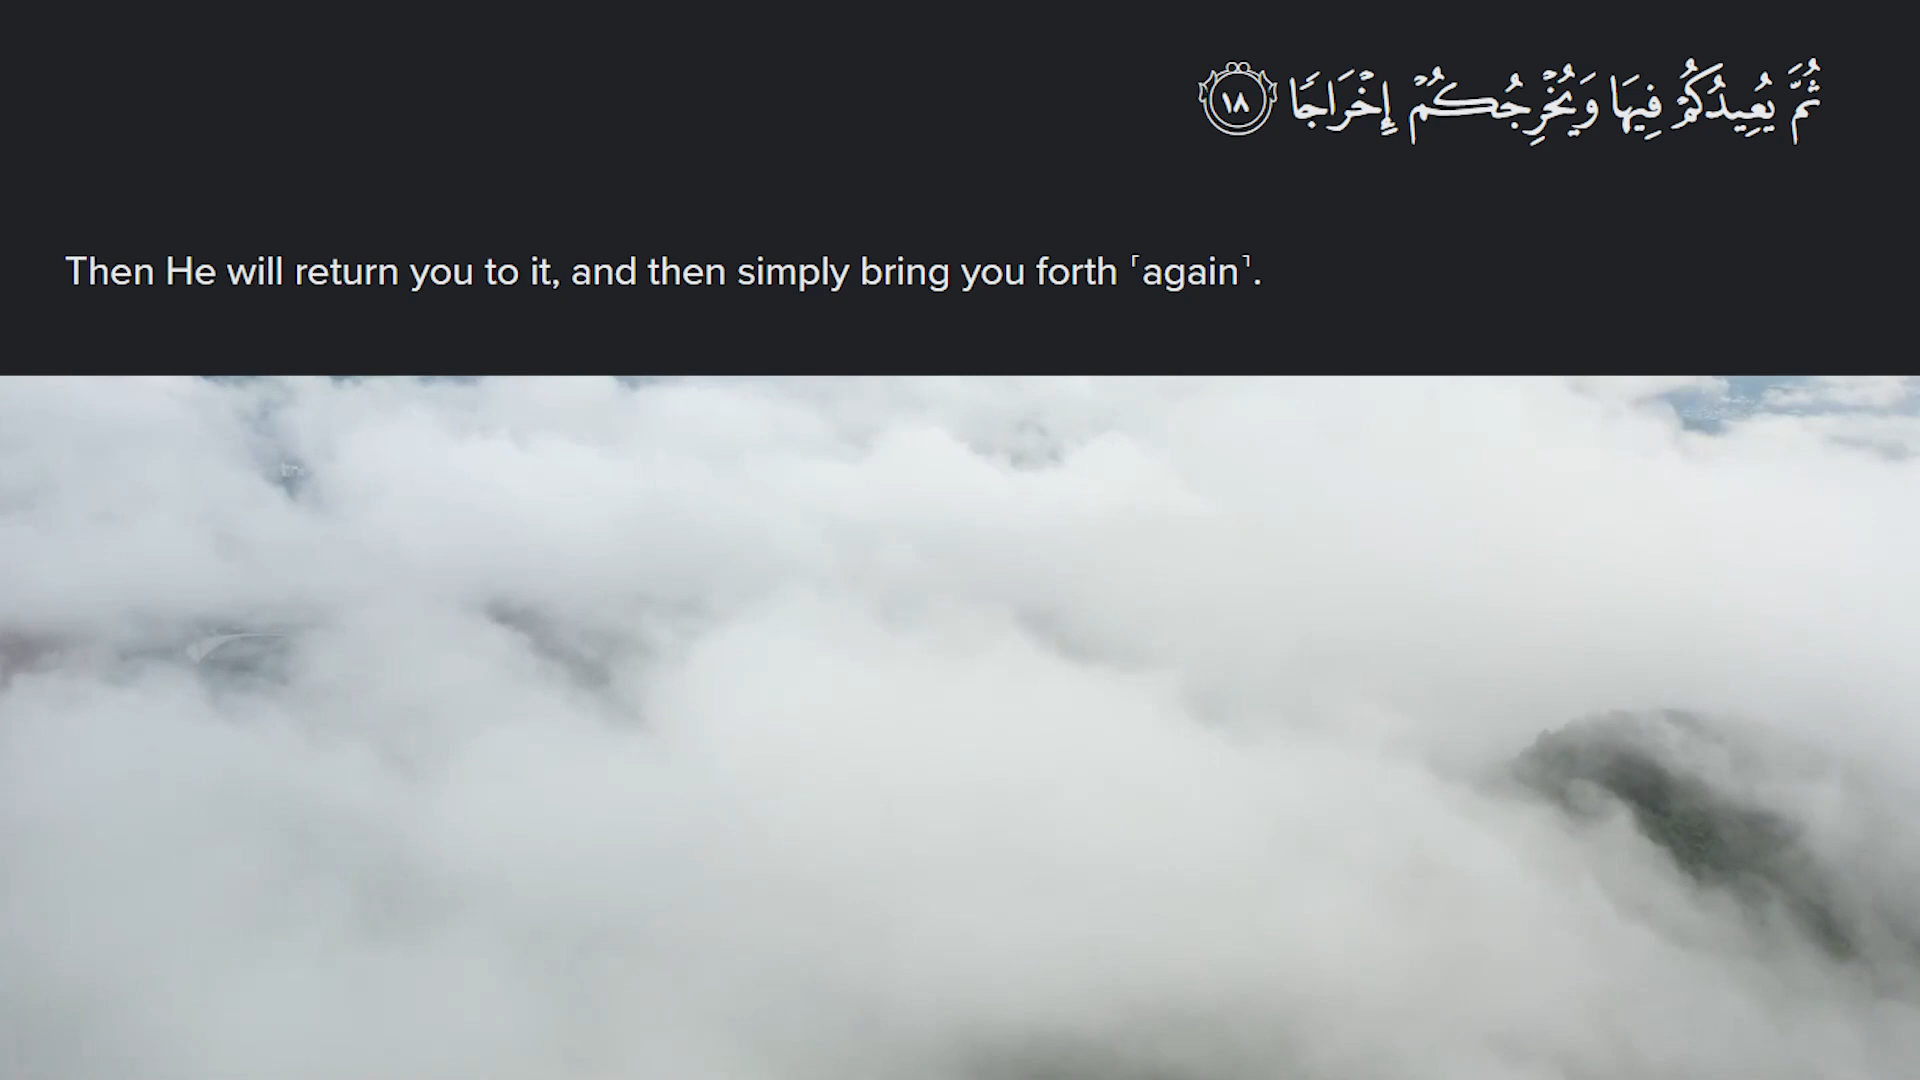 ثُمَّ يُعِيدُكُمْ فِيهَا وَيُخْرِجُكُمْ إِخْرَاجًا ١٨
Then He will return you to it, and then simply bring you forth ˹again˺.